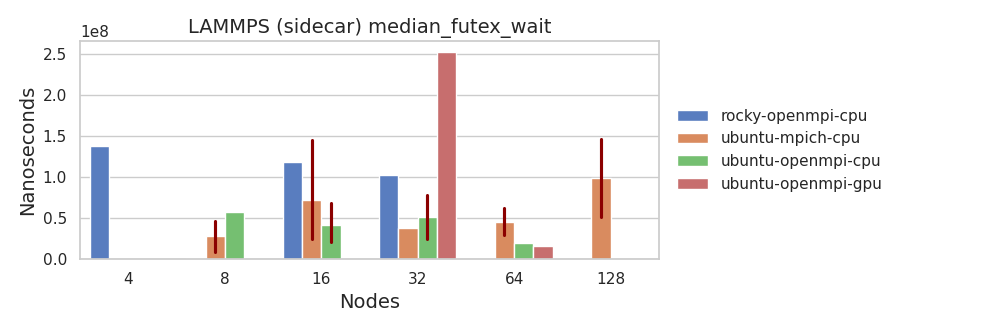 LAMMPS (sidecar) median_futex_wait
1e8
2.5
2.0
1.5
1.0
0.5
0.0
Nanoseconds
4 8 16 32 64 128
Nodes
rocky-openmpi-cpu
ubuntu-mpich-cpu
ubuntu-openmpi-cpu
ubuntu-openmpi-gpu